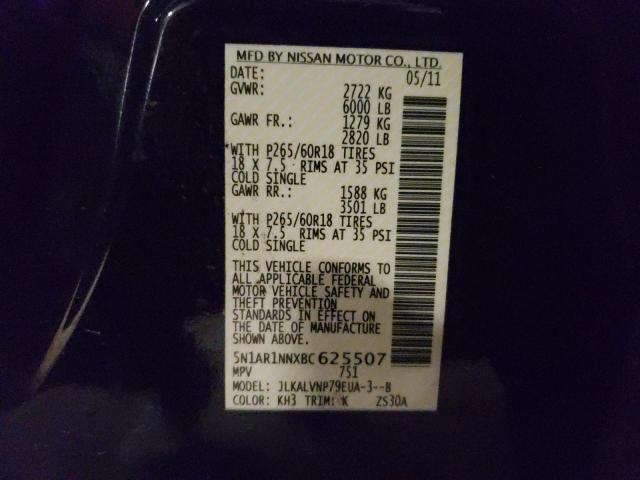 MFD BY NISSAN MOTOR CO., LTD.
DATE: 05/11
GVWR: 2722 KG
6000 LB
GAWR FR.: 1279 KG
2820 LB
*WITH P265/60R18 TIRES
18 X 7.5 RIMS AT 35 PSI
COLD SINGLE
GAWR RR.: 1588 KG
3501 LB
WITH P265/60R18 TIRES
18 X 7.5 RIMS AT 35 PSI
COLD SINGLE
THIS VEHICLE CONFORMS TO
ALL APPLICABLE FEDERAL
MOTOR VEHICLE SAFETY AND
THEFT PREVENTION
STANDARDS IN EFFECT ON
THE DATE OF MANUFACTURE
SHOWN ABOVE.
5N1AR1NNXBC625507
MPV 751
MODEL: JLKALVNP79EUA-3--B
COLOR: KH3 TRIM: K ZS30A